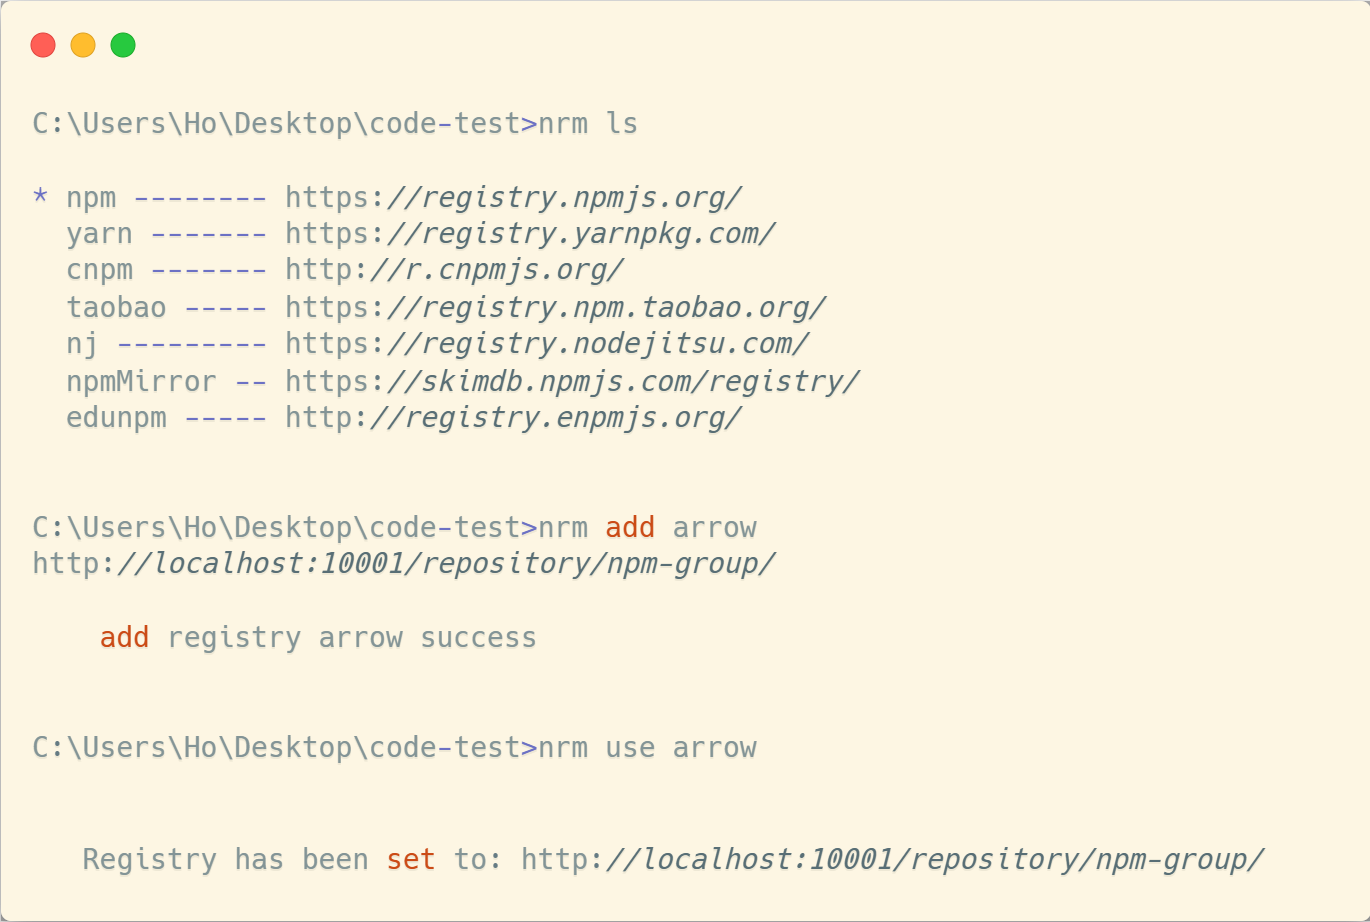 C:\Users\Ho\Desktop\code-test>nrm ls
* npm -------- https://registry.npmjs.org/
yarn ------- https://registry.yarnpkg.com/
cnpm ------- http://r.cnpmjs.org/
taobao ----- https://registry.npm.taobao.org/
nj --------- https://registry.nodejitsu.com/
npmMirror -- https://skimdb.npmjs.com/registry/
edunpm ----- http://registry.enpmjs.org/
C:\Users\Ho\Desktop\code-test>nrm add arrow
http://localhost:10001/repository/npm-group/
add registry arrow success
C:\Users\Ho\Desktop\code-test>nrm use arrow
Registry has been set to: http://localhost:10001/repository/npm-group/